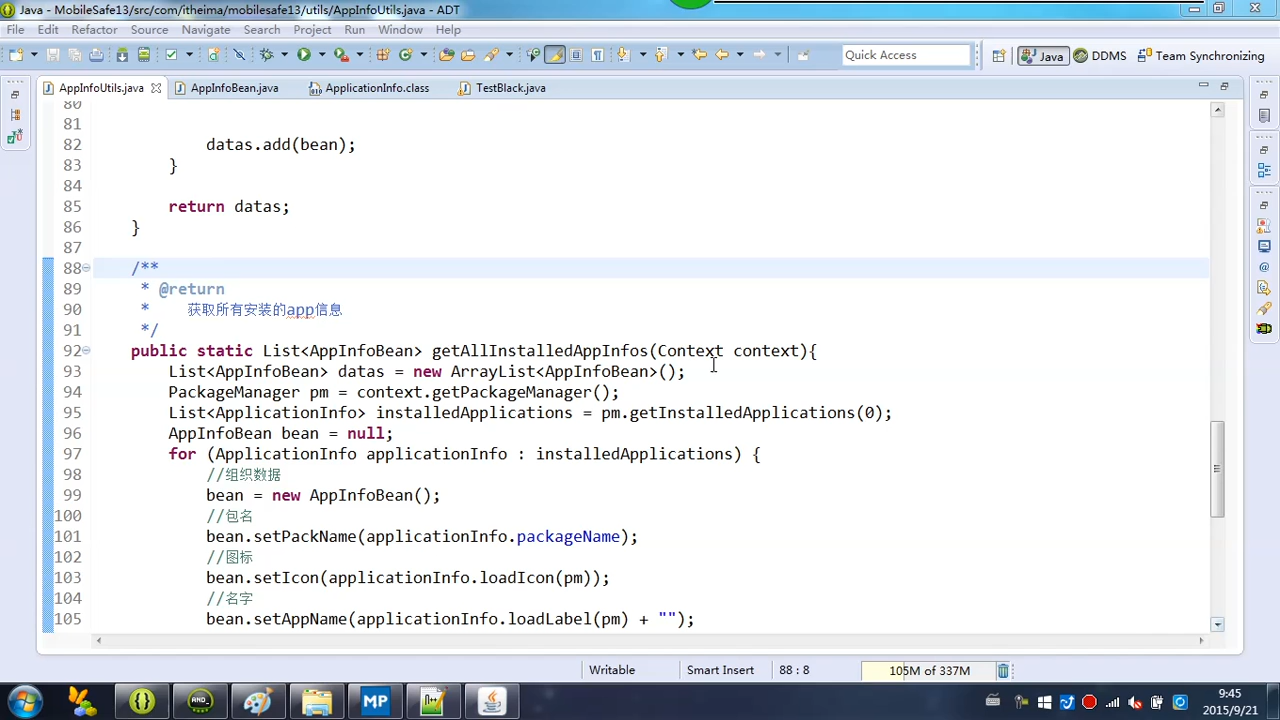 Java - MobileSafe13/src/com/itheima/mobilesafe13/utils/AppInfoUtils.java - ADT
File Edit Refactor Source Navigate Search Project Run Window Help
Quick Access
Java
DDMS
Team Synchronizing
AppInfoUtils.java
AppInfoBean.java
ApplicationInfo.class
TestBlack.java
80
81
82 datas.add(bean);
83 }
84
85 return datas;
86 }
87
88 /**
89 * @return
90 * 获取所有安装的app信息
91 */
92 public static List<AppInfoBean> getAllInstalledAppInfos(Context context){
93 List<AppInfoBean> datas = new ArrayList<AppInfoBean>();
94 PackageManager pm = context.getPackageManager();
95 List<ApplicationInfo> installedApplications = pm.getInstalledApplications(0);
96 AppInfoBean bean = null;
97 for (ApplicationInfo applicationInfo : installedApplications) {
98 //组织数据
99 bean = new AppInfoBean();
100 //包名
101 bean.setPackName(applicationInfo.packageName);
102 //图标
103 bean.setIcon(applicationInfo.loadIcon(pm));
104 //名字
105 bean.setAppName(applicationInfo.loadLabel(pm) + "");
Writable
Smart Insert
88 : 8
105M of 337M
AND_
MP
9:45
2015/9/21